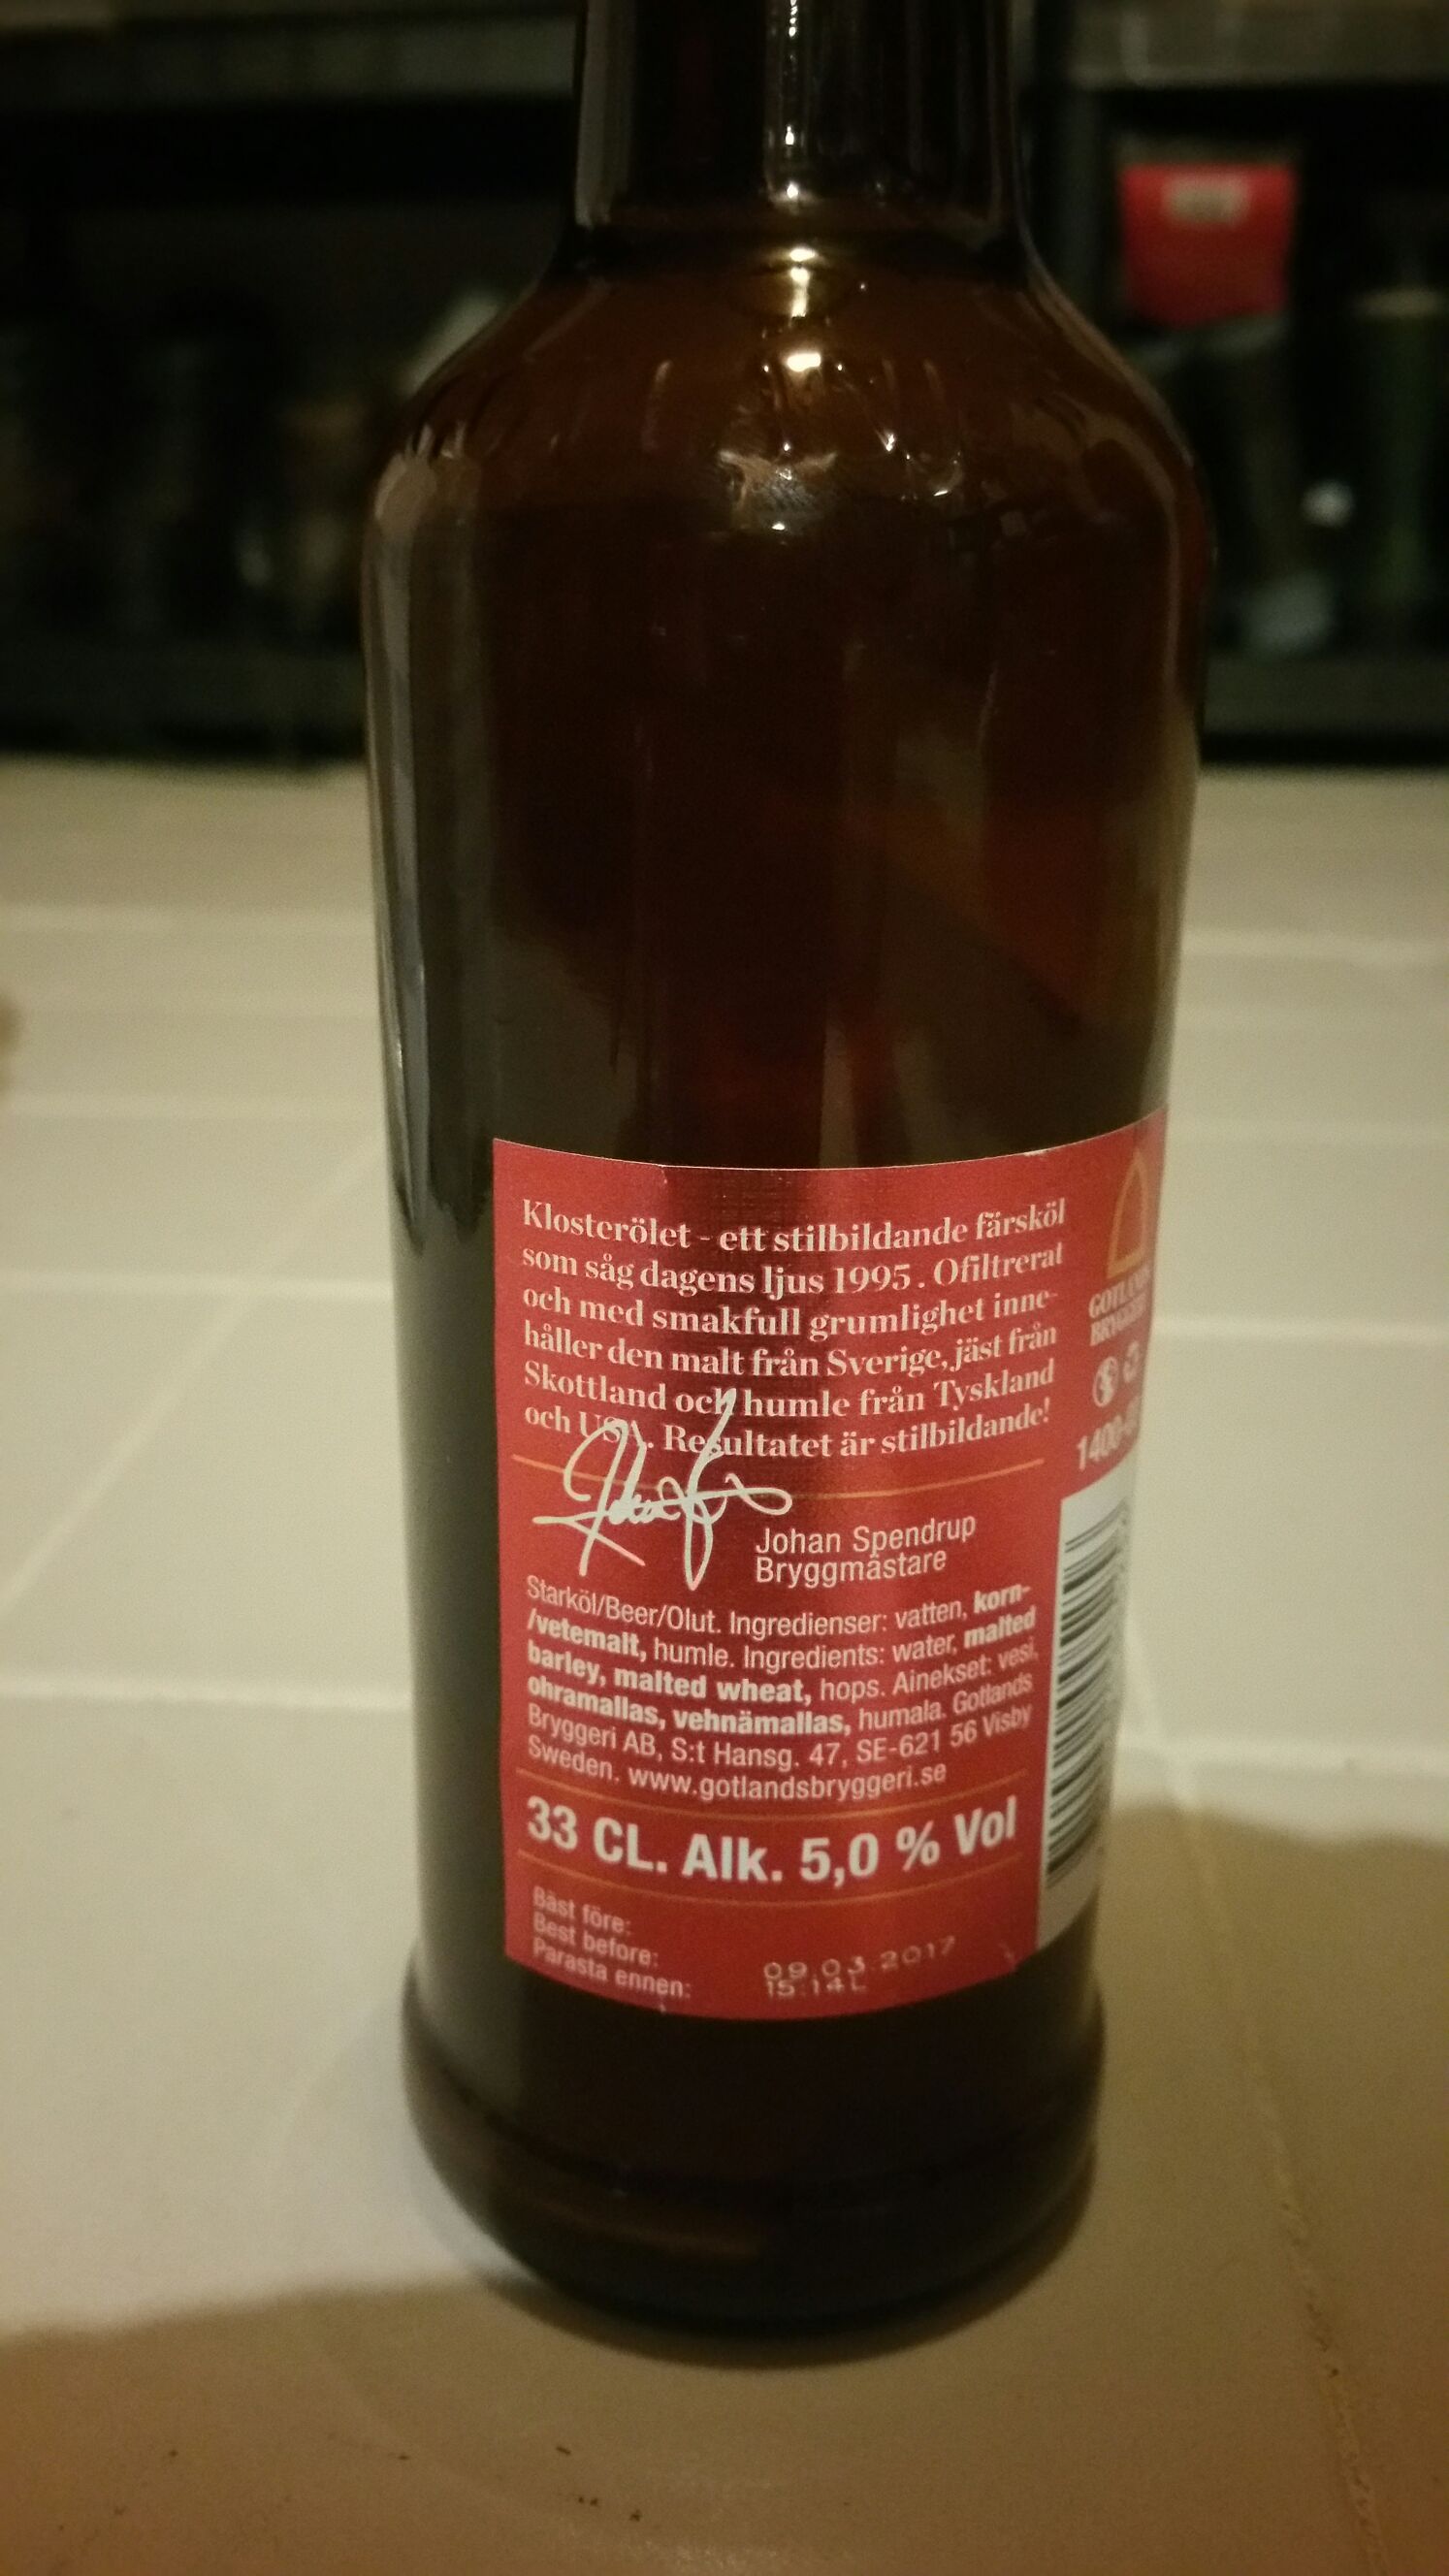 Klosterölet - ett stilbildande färsköl
som såg dagens ljus 1995. Ofiltrerat
och med smakfull grumlighet inne-
håller den malt från Sverige, jäst från
Skottland och humle från Tyskland
och USA. Resultatet är stilbildande!
Johan Spendrup
Bryggmästare
Starköl/Beer/Olut. Ingredienser: vatten, korn-
/vetemalt, humle. Ingredients: water, malted
barley, malted wheat, hops. Ainekset: vesi,
ohramallas, vehnämallas, humala. Gotlands
Bryggeri AB, S:t Hansg. 47, SE-621 56 Visby
Sweden. www.gotlandsbryggeri.se
33 CL. Alk. 5,0 % Vol
Bäst före:
Best before:
Parasta ennen:
09.03.2017
15:14L
GOTLANDS
BRYGGERI